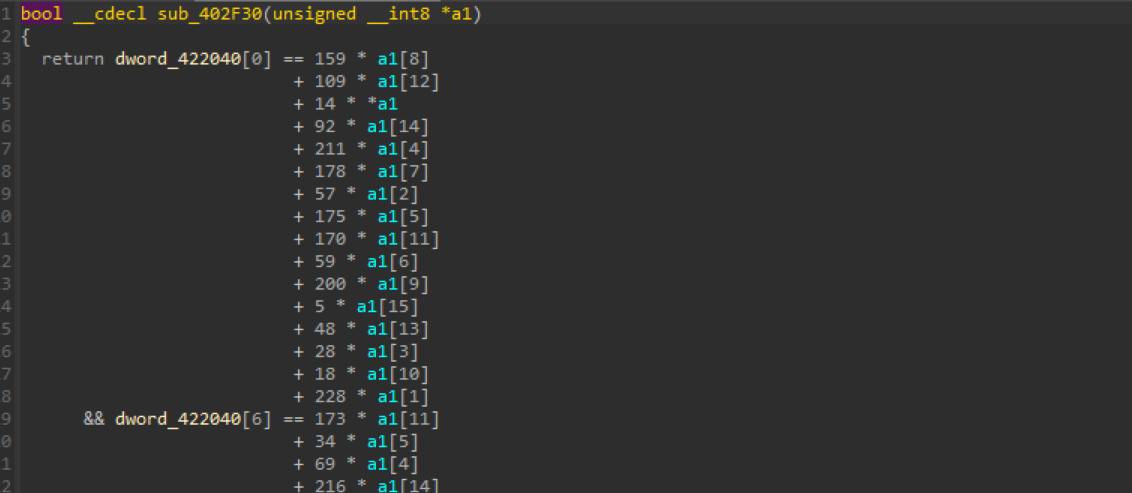 1 bool __cdecl sub_402F30(unsigned __int8 *a1)
2 {
3 return dword_422040[0] == 159 * a1[8]
4 + 109 * a1[12]
5 + 14 * *a1
6 + 92 * a1[14]
7 + 211 * a1[4]
8 + 178 * a1[7]
9 + 57 * a1[2]
0 + 175 * a1[5]
1 + 170 * a1[11]
2 + 59 * a1[6]
3 + 200 * a1[9]
4 + 5 * a1[15]
5 + 48 * a1[13]
6 + 28 * a1[3]
7 + 18 * a1[10]
8 + 228 * a1[1]
9 && dword_422040[6] == 173 * a1[11]
0 + 34 * a1[5]
1 + 69 * a1[4]
2 + 216 * a1[14]